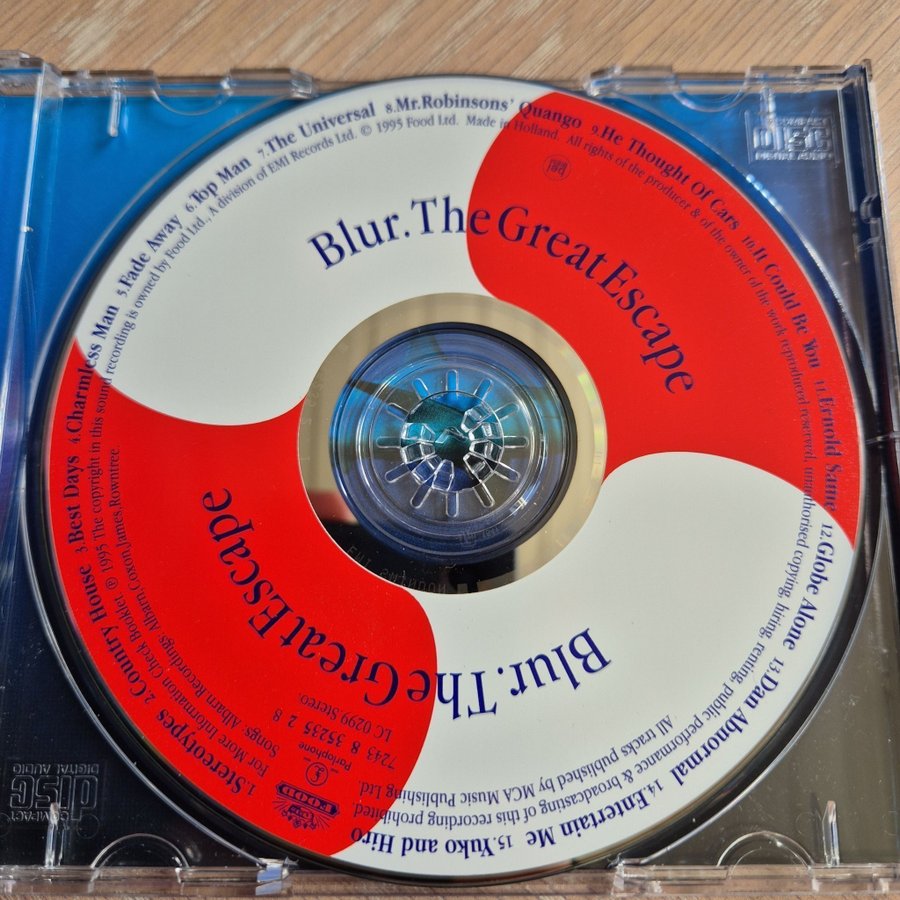 1.Stereotypes 2.Country House 3.Best Days 4.Charmless Man 5.Fade Away 6.Top Man 7.The Universal 8.Mr.Robinsons' Quango 9.He Thought Of Cars 10.It Could Be You 11.Ernold Same 12.Globe Alone 13.Dan Abnormal 14.Entertain Me 15.Yuko and Hiro
For More Information Check Booklet ℗ 1995 The copyright in this sound recording is owned by Food Ltd., A division of EMI Records Ltd. © 1995 Food Ltd. Made in Holland. All rights of the producer & of the owner of the work reproduced reserved, unauthorised copying, hiring, renting, public performance & broadcasting of this recording prohibited.
Songs Albarn Recordings Albarn,Coxon,James,Rowntree.
All tracks published by MCA Music Publishing Ltd.
Blur.The Great Escape
Blur.The Great Escape
7243 8 35235 2 8
LC 0299 Stereo.
Parlophone
FOOD
COMPACT
disc
DIGITAL AUDIO
COMPACT
disc
DIGITAL AUDIO